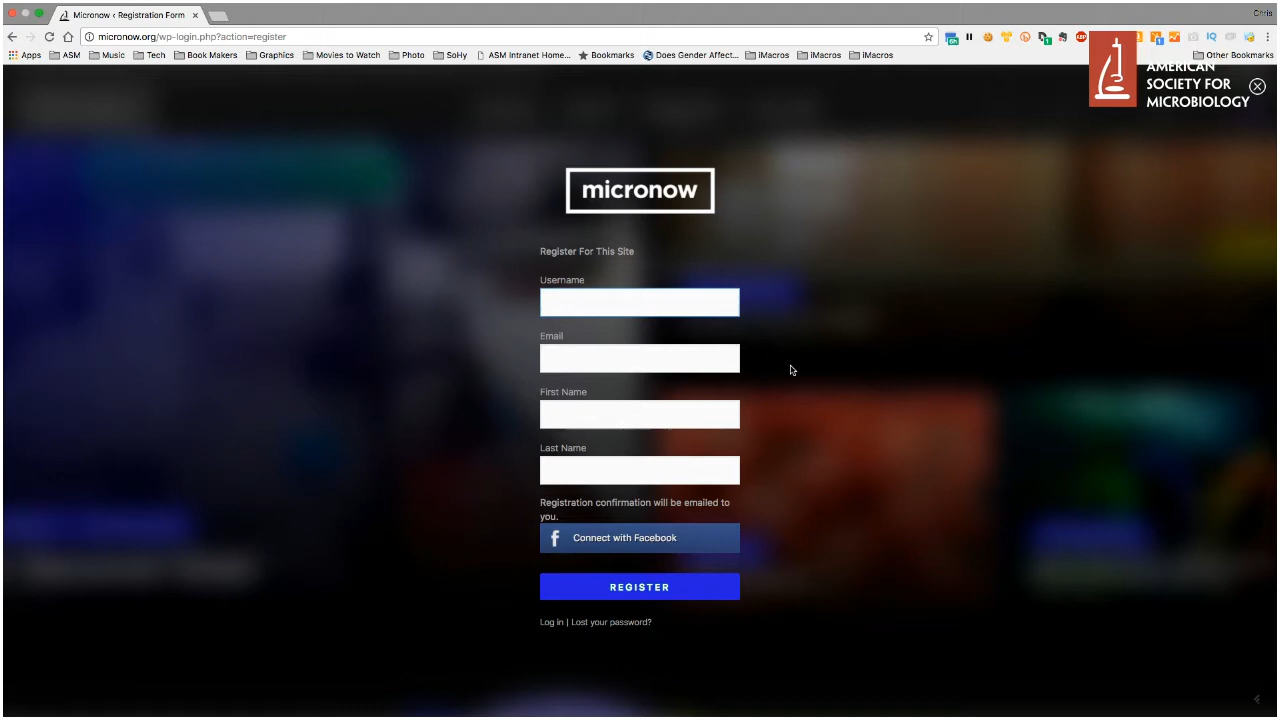 Micronow ‹ Registration Form
Chris
micronow.org/wp-login.php?action=register
Apps
ASM
Music
Tech
Book Makers
Graphics
Movies to Watch
Photo
SoHy
ASM Intranet Home...
Bookmarks
Does Gender Affect...
iMacros
iMacros
iMacros
Other Bookmarks
AMERICAN
SOCIETY FOR
MICROBIOLOGY
micronow
Register For This Site
Username
Email
First Name
Last Name
Registration confirmation will be emailed to
you.
Connect with Facebook
REGISTER
Log in | Lost your password?